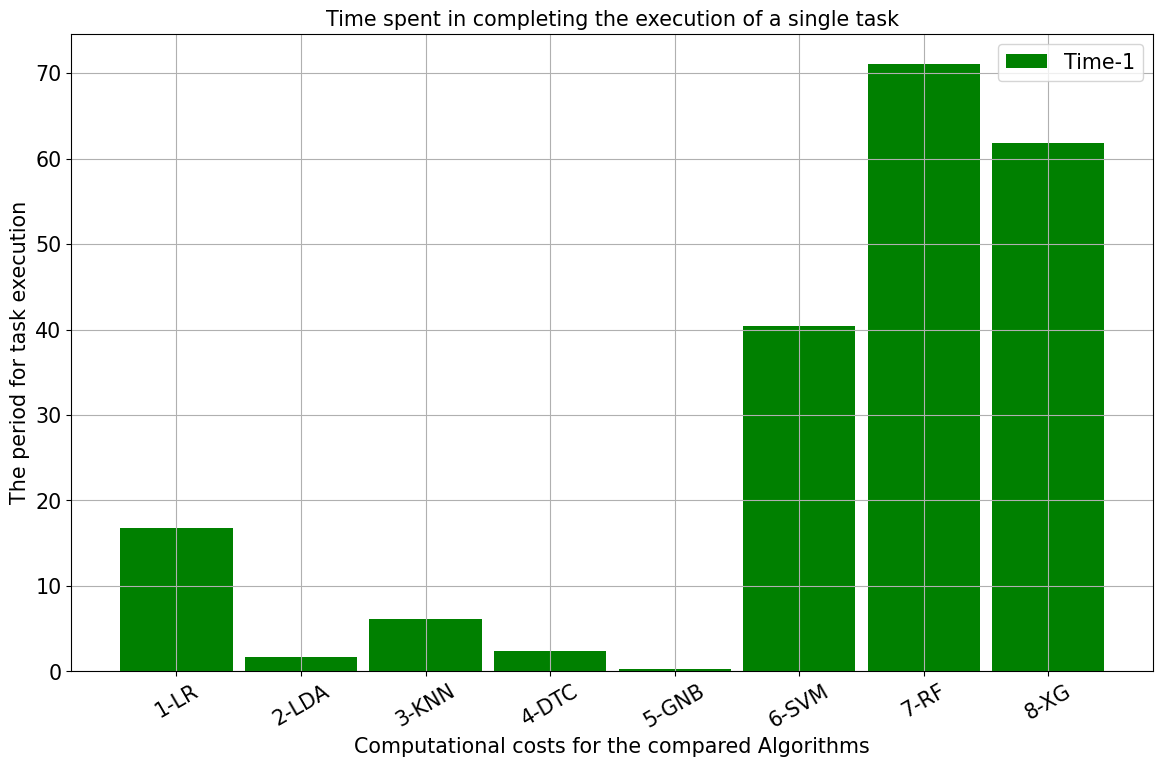 Time spent in completing the execution of a single task
Time-1
The period for task execution
70
60
50
40
30
20
10
0
1-LR
2-LDA
3-KNN
4-DTC
5-GNB
6-SVM
7-RF
8-XG
Computational costs for the compared Algorithms